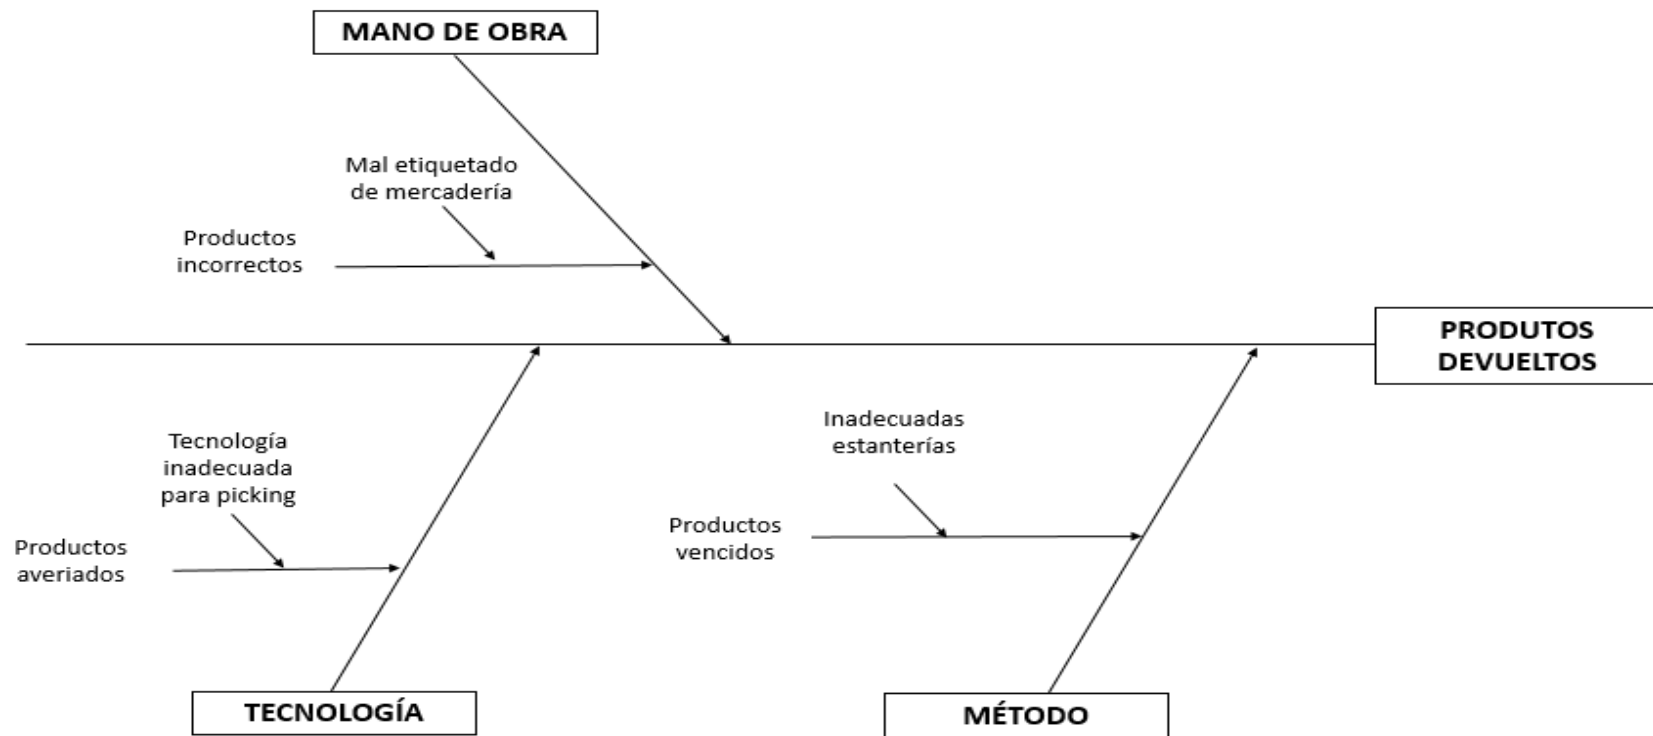 MANO DE OBRA
Mal etiquetado
de mercadería
Productos
incorrectos
PRODUTOS
DEVUELTOS
Tecnología
inadecuada
para picking
Productos
averiados
Inadecuadas
estanterías
Productos
vencidos
TECNOLOGÍA
MÉTODO